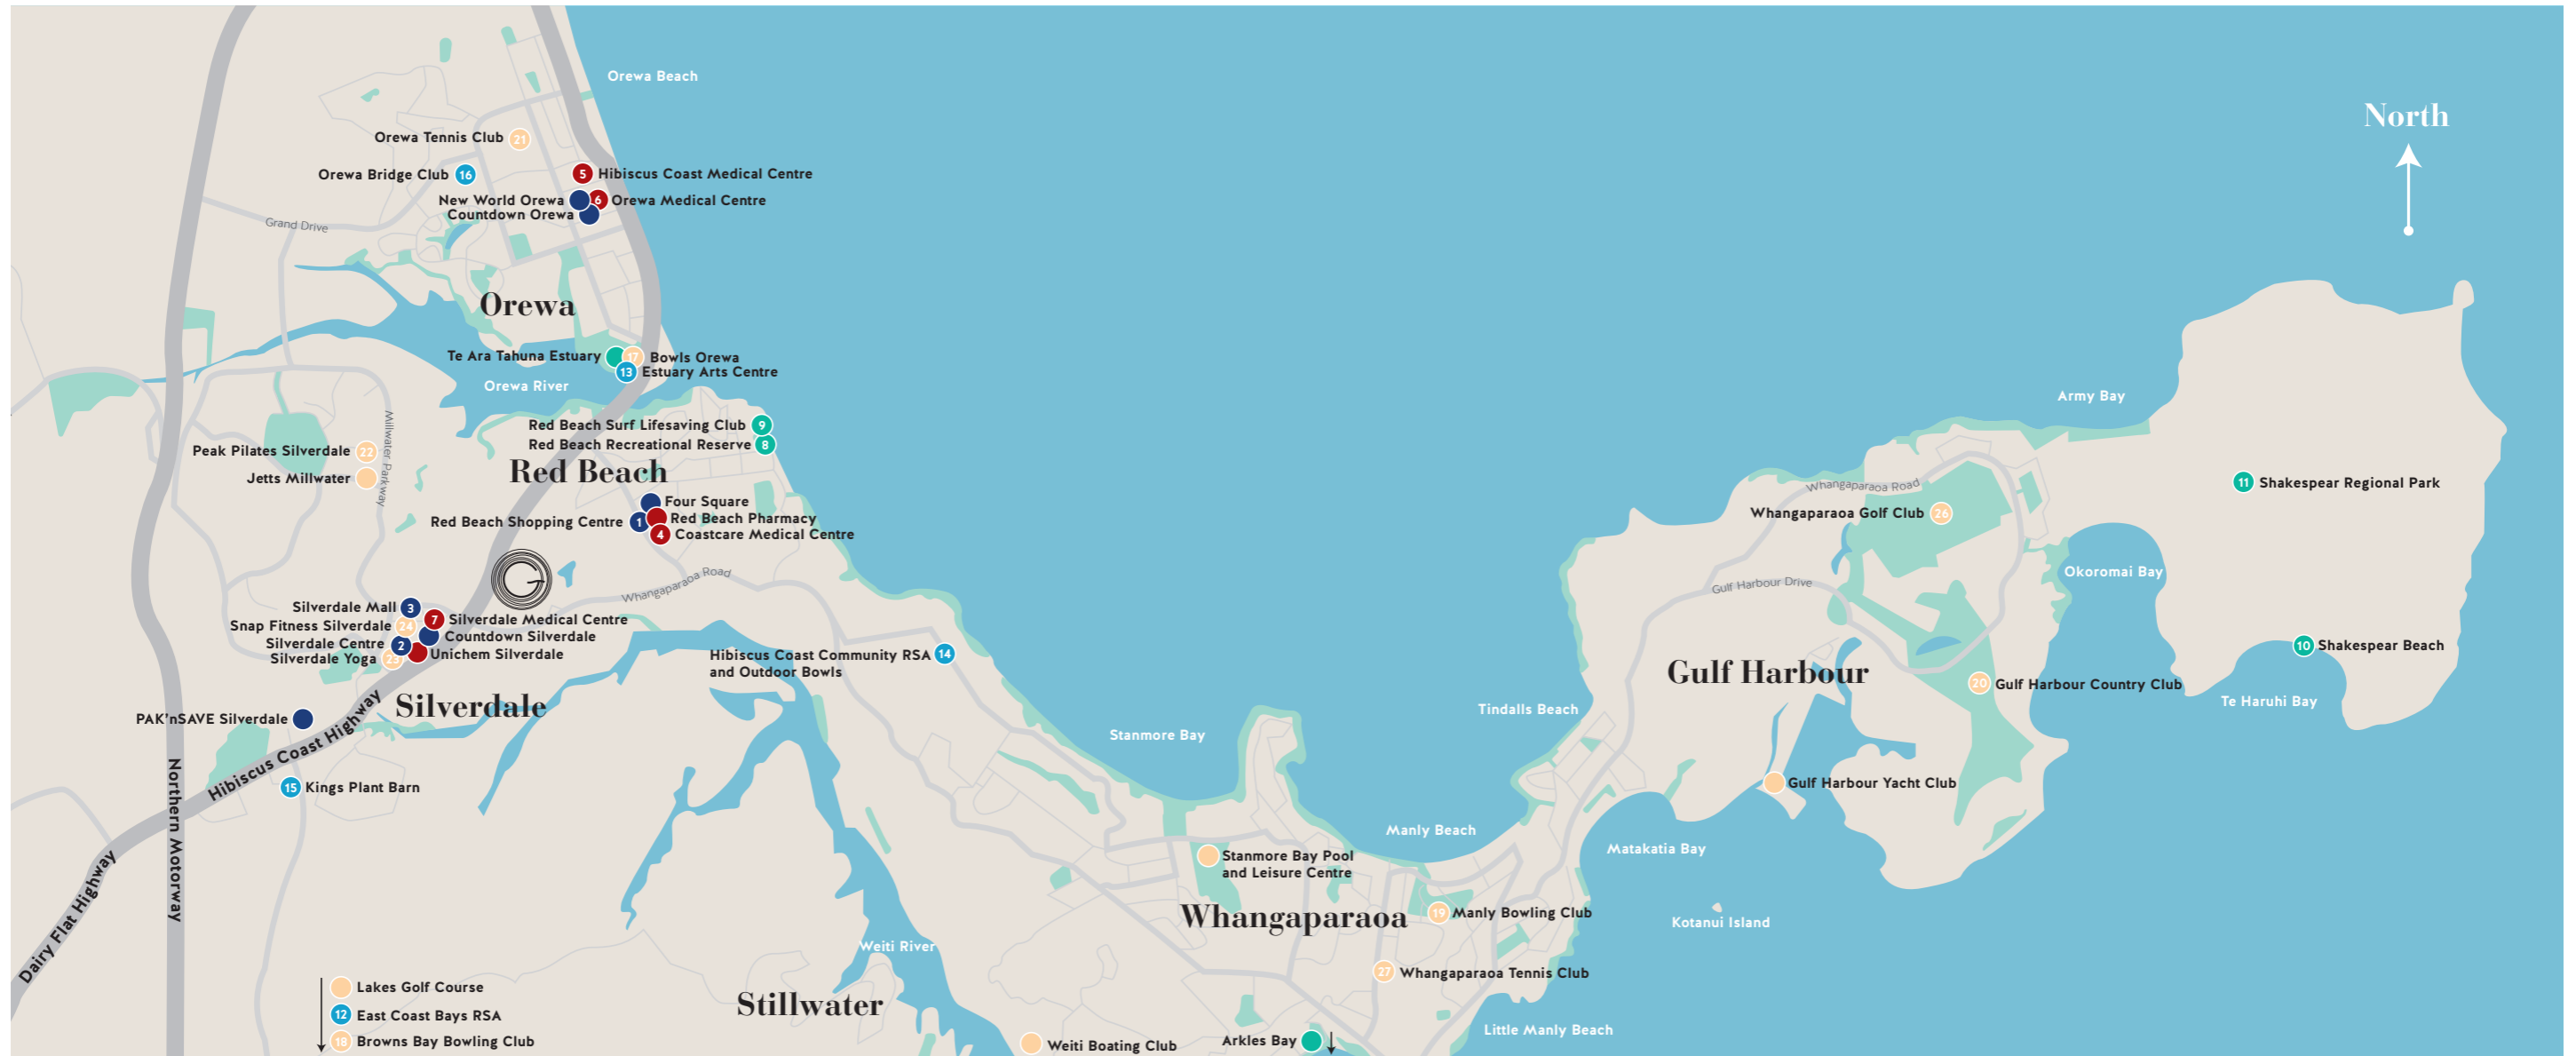 Orewa Beach
North
Orewa Tennis Club 21
Orewa Bridge Club 16
5 Hibiscus Coast Medical Centre
New World Orewa
6 Orewa Medical Centre
Countdown Orewa
Grand Drive
Orewa
Te Ara Tahuna Estuary
17 Bowls Orewa
13 Estuary Arts Centre
Orewa River
Army Bay
Millwater Parkway
Red Beach Surf Lifesaving Club 9
Red Beach Recreational Reserve 8
Peak Pilates Silverdale 22
Jetts Millwater
Red Beach
Whangaparaoa Road
11 Shakespear Regional Park
Four Square
Red Beach Pharmacy
Red Beach Shopping Centre 1
4 Coastcare Medical Centre
Whangaparaoa Golf Club 26
Whangaparaoa Road
Gulf Harbour Drive
Okoromai Bay
G
Silverdale Mall 3
7 Silverdale Medical Centre
Snap Fitness Silverdale 24
Countdown Silverdale
Silverdale Centre 2
Unichem Silverdale
Silverdale Yoga 23
Hibiscus Coast Community RSA 14
and Outdoor Bowls
10 Shakespear Beach
Gulf Harbour
20 Gulf Harbour Country Club
Te Haruhi Bay
Silverdale
Tindalls Beach
PAK'nSAVE Silverdale
Stanmore Bay
Hibiscus Coast Highway
15 Kings Plant Barn
Gulf Harbour Yacht Club
Northern Motorway
Manly Beach
Matakatia Bay
Stanmore Bay Pool
and Leisure Centre
Dairy Flat Highway
Whangaparaoa
19 Manly Bowling Club
Kotanui Island
Weiti River
27 Whangaparaoa Tennis Club
Lakes Golf Course
12 East Coast Bays RSA
18 Browns Bay Bowling Club
Stillwater
Little Manly Beach
Weiti Boating Club
Arkles Bay